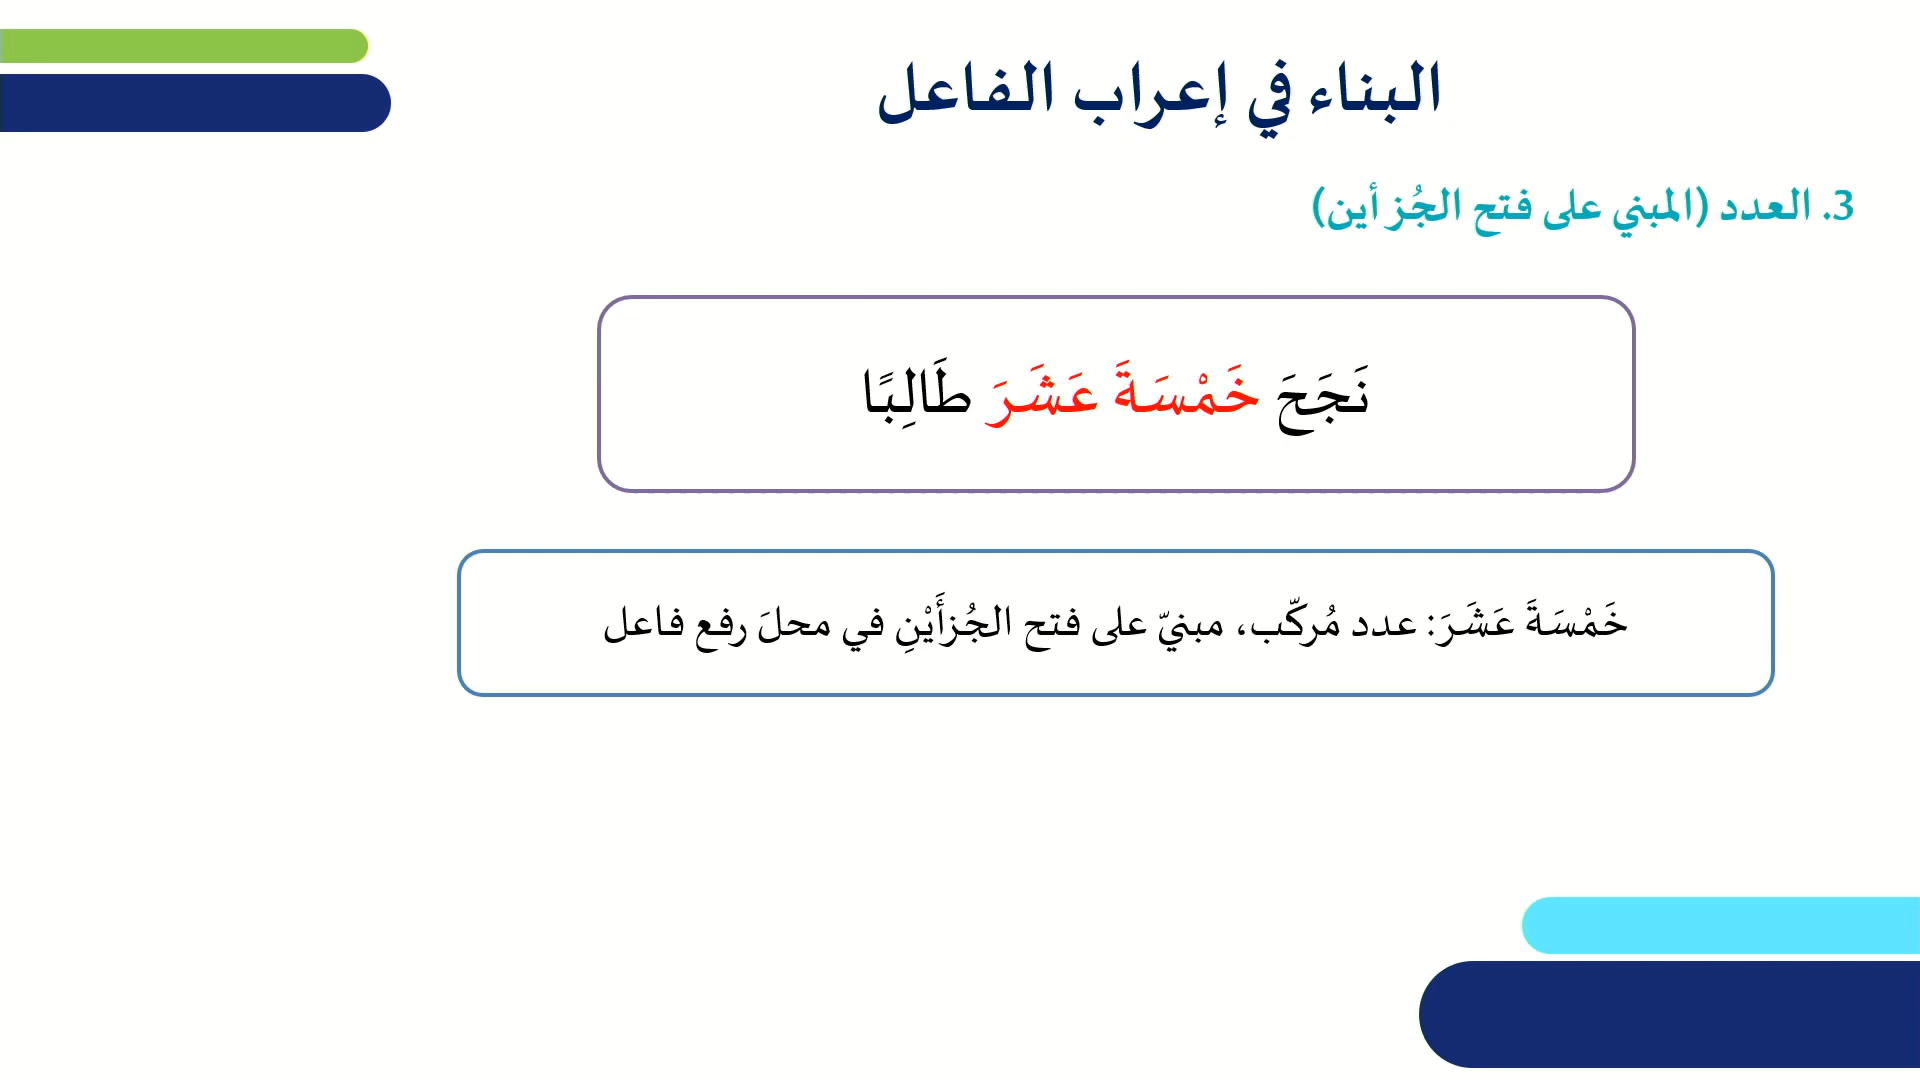 البناء في إعراب الفاعل
3. العدد (المبني على فتح الجُزأين)
نَجَحَ خَمْسَةَ عَشَرَ طَالِبًا
خَمْسَةَ عَشَرَ: عدد مُركّب، مبنيّ على فتح الجُزأَيْنِ في محلَ رفع فاعل